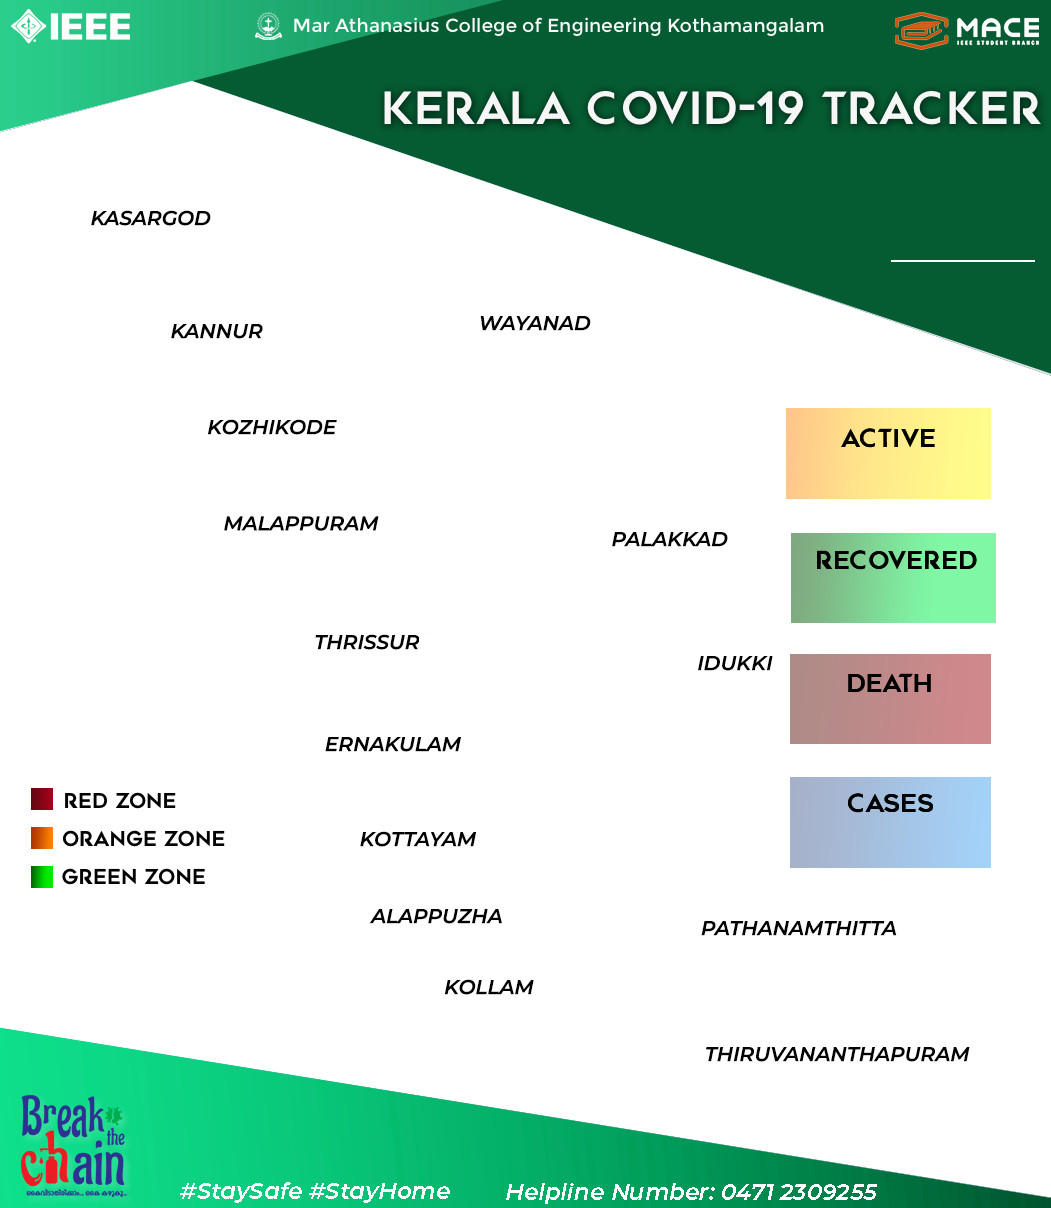 IEEE
Mar Athanasius College of Engineering Kothamangalam
MACE
IEEE STUDENT BRANCH
KERALA COVID-19 TRACKER
KASARGOD
KANNUR
WAYANAD
KOZHIKODE
ACTIVE
MALAPPURAM
PALAKKAD
RECOVERED
THRISSUR
IDUKKI
DEATH
ERNAKULAM
RED ZONE
CASES
ORANGE ZONE
KOTTAYAM
GREEN ZONE
ALAPPUZHA
PATHANAMTHITTA
KOLLAM
THIRUVANANTHAPURAM
Break
the
chain
കൈവിടാതിരിക്കാം... കൈ കഴുകൂ..
#StaySafe #StayHome
Helpline Number: 0471 2309255